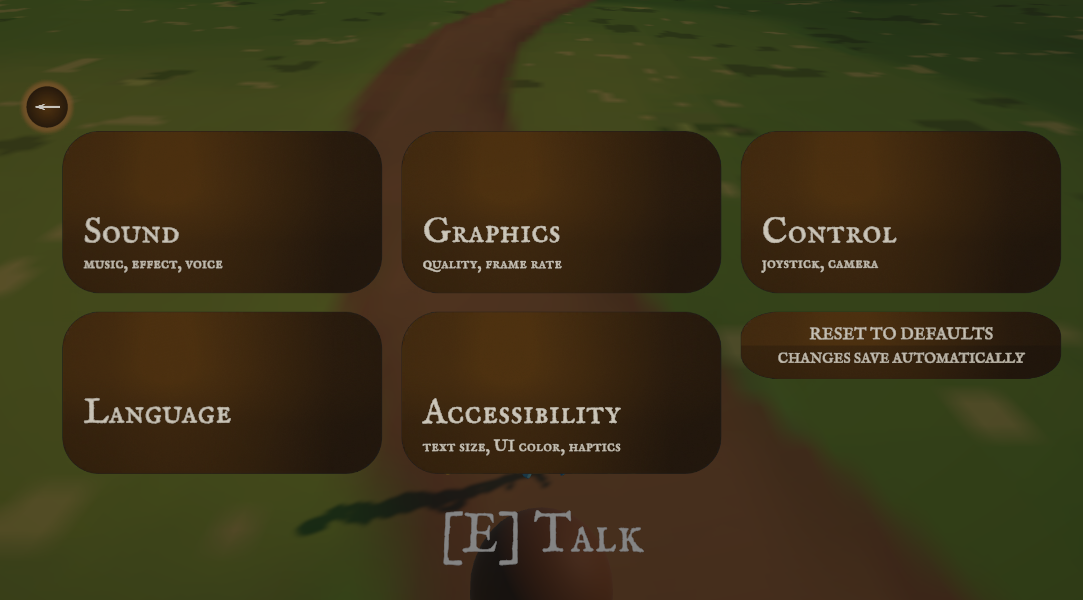 Sound
music, effect, voice
Graphics
quality, frame rate
Control
joystick, camera
Language
Accessibility
text size, UI color, haptics
RESET TO DEFAULTS
CHANGES SAVE AUTOMATICALLY
[E] Talk